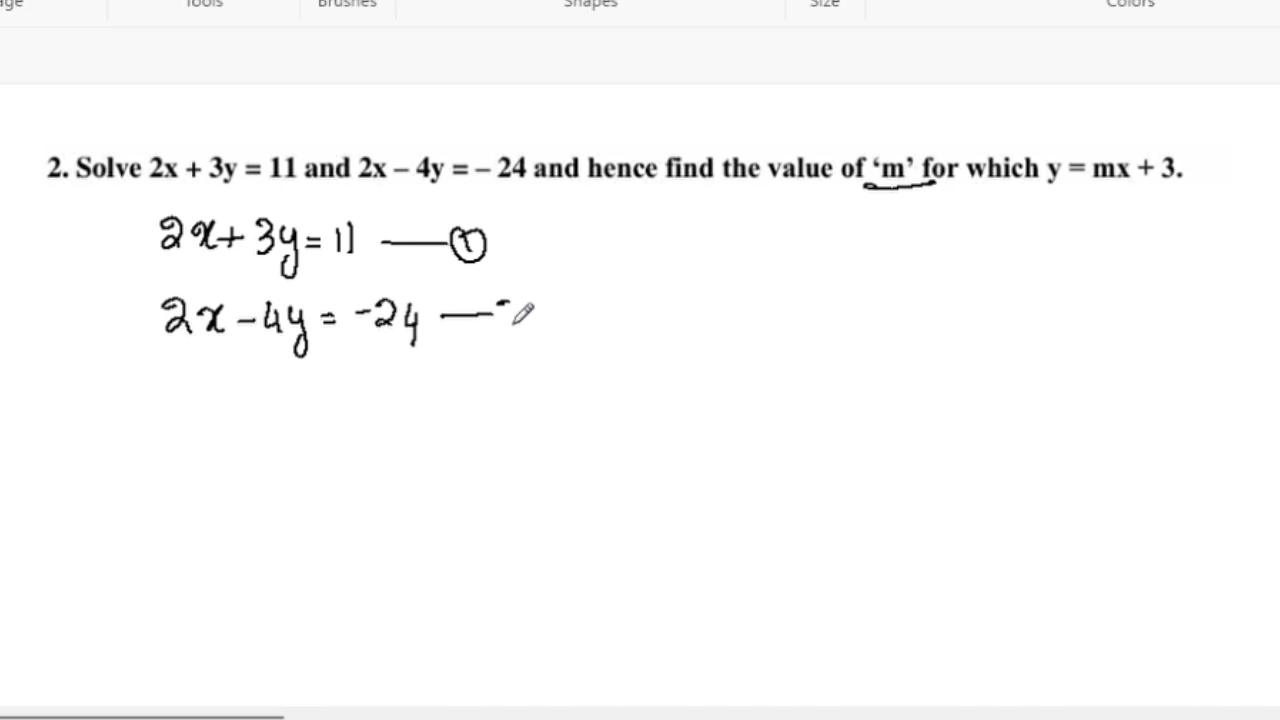 Tools Brushes Shapes Size Colors
2. Solve 2x + 3y = 11 and 2x – 4y = – 24 and hence find the value of ‘m’ for which y = mx + 3.
2x + 3y = 11 — ①
2x - 4y = -24 —